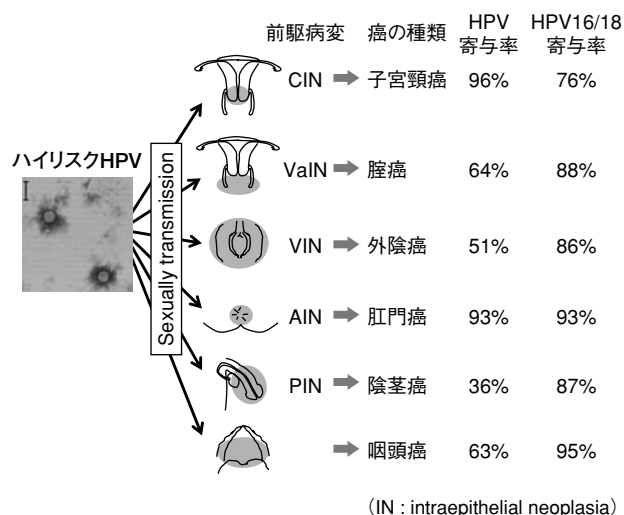 前駆病変 癌の種類 HPV寄与率 HPV16/18寄与率
CIN 子宮頸癌 96% 76%
ハイリスクHPV
VaIN 腟癌 64% 88%
Sexually transmission
VIN 外陰癌 51% 86%
AIN 肛門癌 93% 93%
PIN 陰茎癌 36% 87%
咽頭癌 63% 95%
（IN : intraepithelial neoplasia）